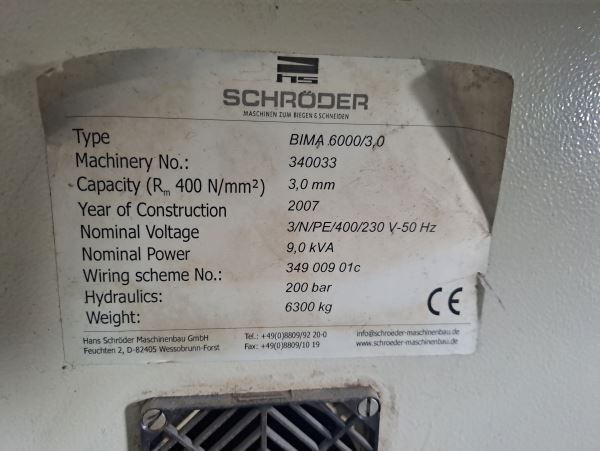 HS
SCHRÖDER
MASCHINEN ZUM BIEGEN & SCHNEIDEN
Type BIMA 6000/3,0
Machinery No.: 340033
Capacity (Rm 400 N/mm²) 3,0 mm
Year of Construction 2007
Nominal Voltage 3/N/PE/400/230 V-50 Hz
Nominal Power 9,0 kVA
Wiring scheme No.: 349 009 01c
Hydraulics: 200 bar
Weight: 6300 kg
CE
Hans Schröder Maschinenbau GmbH Tel.: +49(0)8809/92 20-0 info@schroeder-maschinenbau.de
Feuchten 2, D-82405 Wessobrunn-Forst Fax: +49(0)8809/10 19 www.schroeder-maschinenbau.de